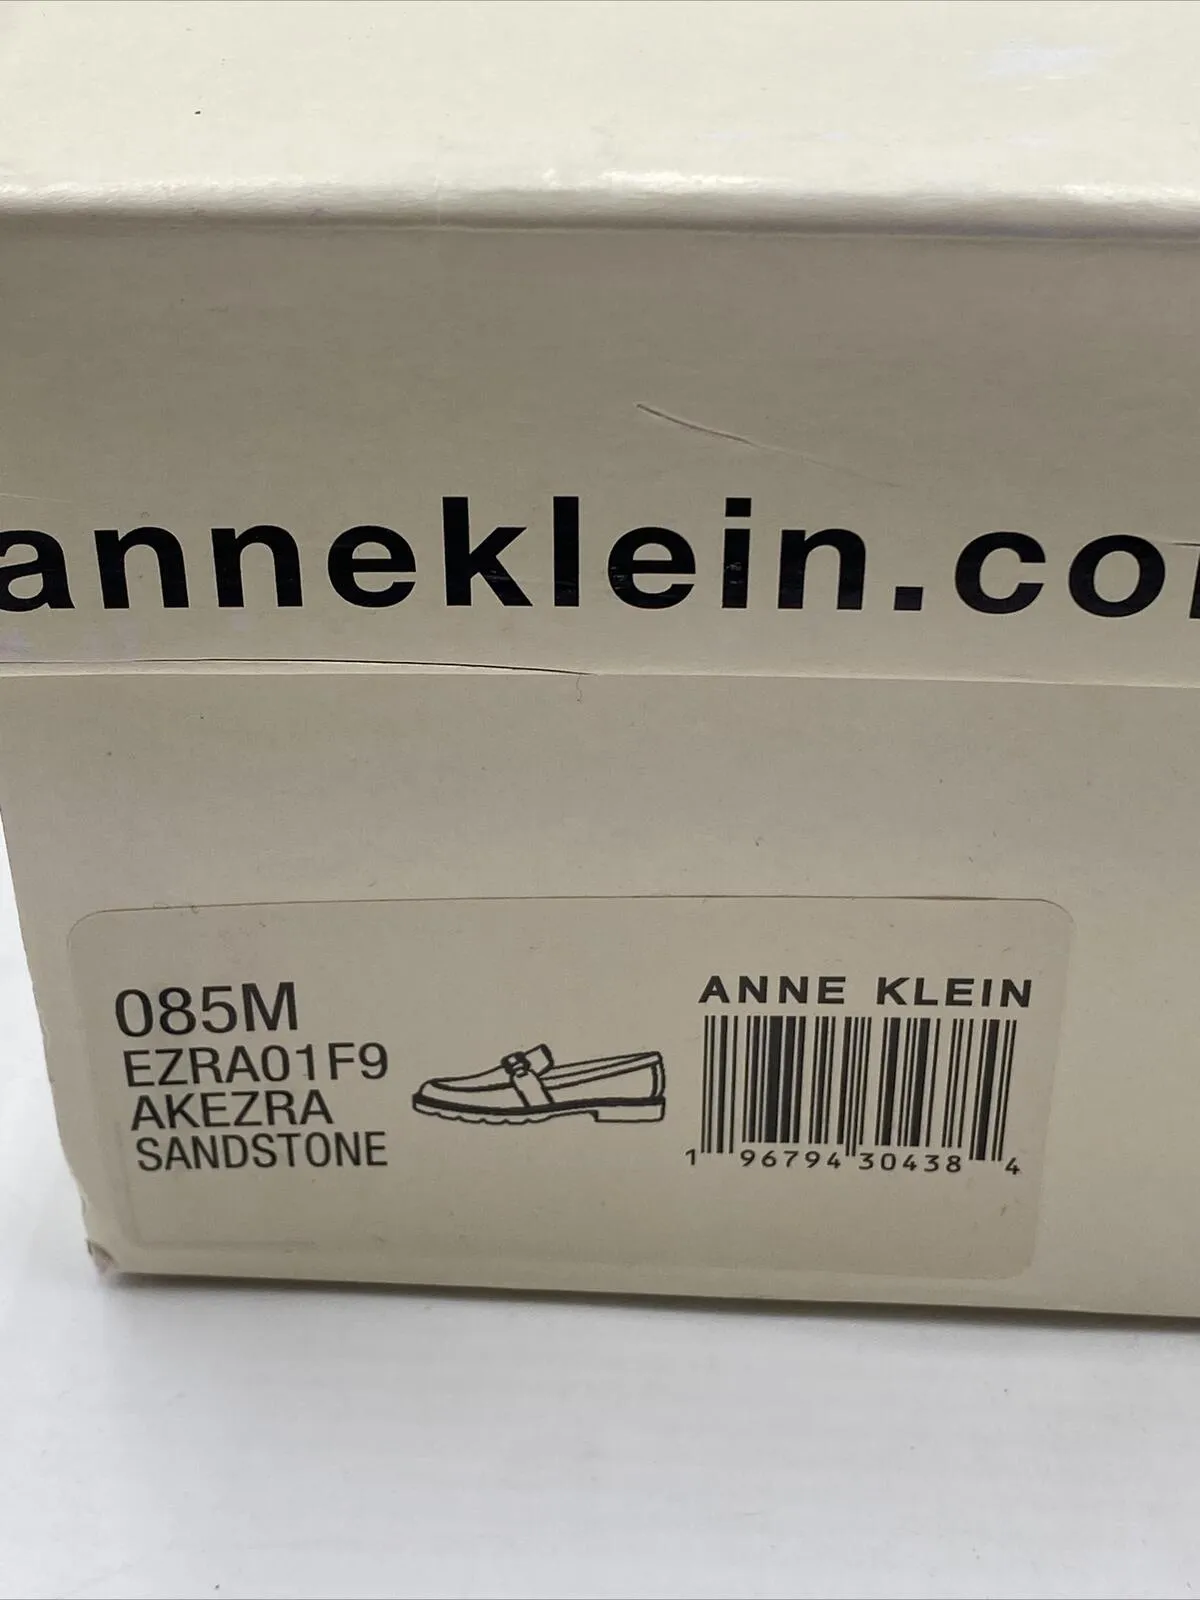 anneklein.co
085M
EZRA01F9
AKEZRA
SANDSTONE
ANNE KLEIN
1 96794 30438 4